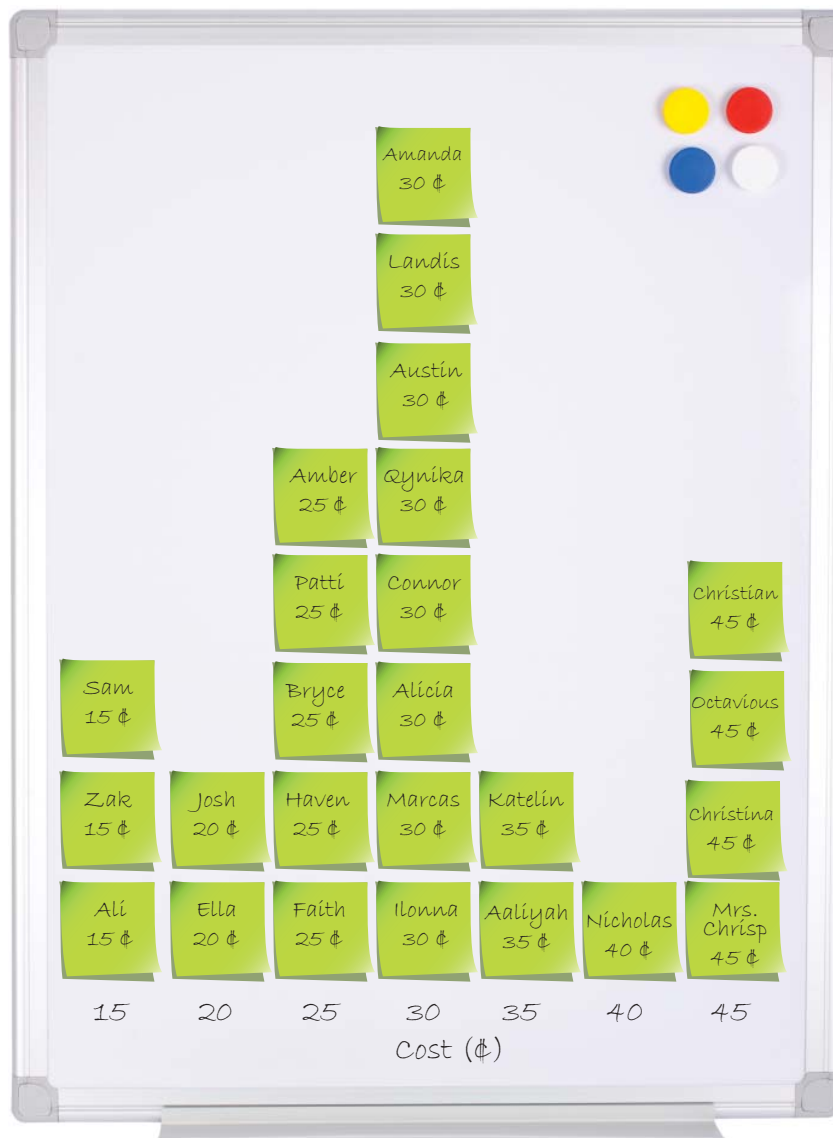 Amanda
30 ¢
Landis
30 ¢
Austin
30 ¢
Amber
25 ¢
Qynika
30 ¢
Patti
25 ¢
Connor
30 ¢
Christian
45 ¢
Sam
15 ¢
Bryce
25 ¢
Alicia
30 ¢
Octavious
45 ¢
Zak
15 ¢
Josh
20 ¢
Haven
25 ¢
Marcas
30 ¢
Katelin
35 ¢
Christina
45 ¢
Ali
15 ¢
Ella
20 ¢
Faith
25 ¢
Ilonna
30 ¢
Aaliyah
35 ¢
Nicholas
40 ¢
Mrs.
Chrisp
45 ¢
15 20 25 30 35 40 45
Cost (¢)